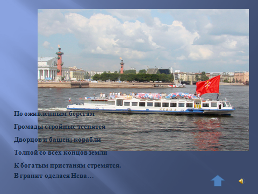 По оживленным берегам
Громады стройные теснятся
Дворцов и башен; корабли
Толпой со всех концов земли
К богатым пристаням стремятся.
В гранит оделася Нева…